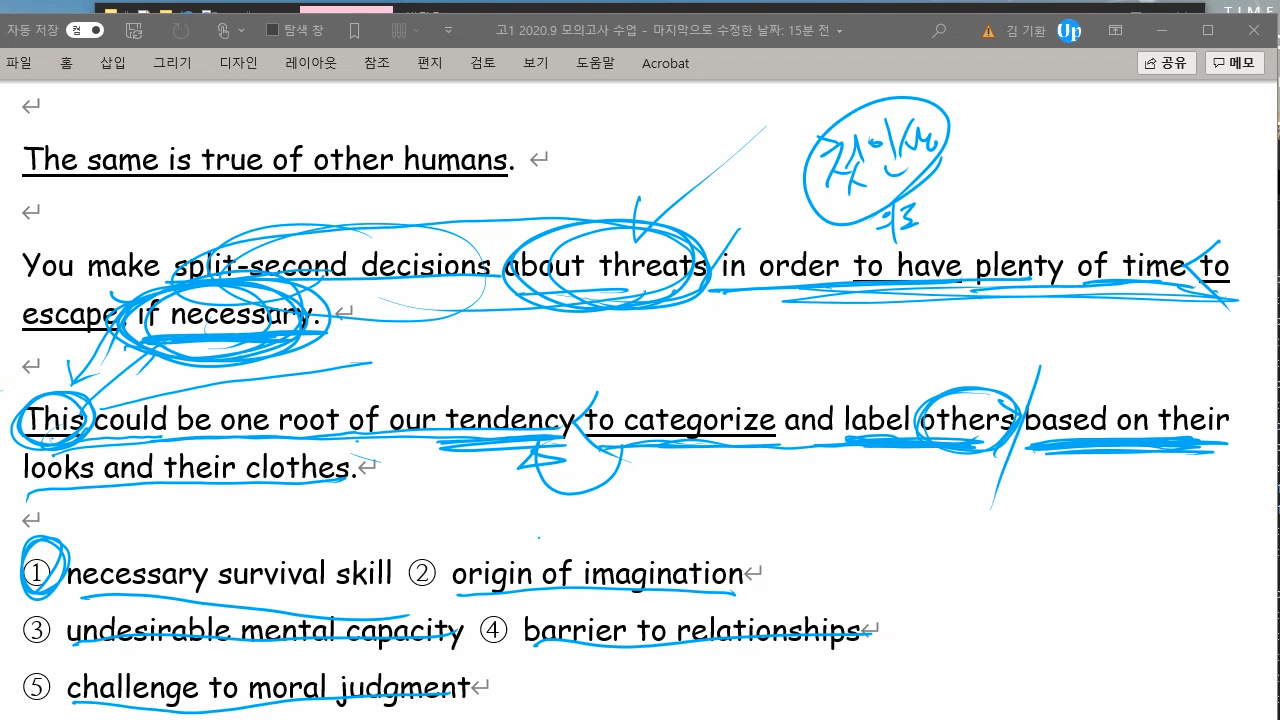 TIME
자동 저장 컴 탐색 창 고1 2020.9 모의고사 수업 - 마지막으로 수정한 날짜: 15분 전 김 기환 Up
파일 홈 삽입 그리기 디자인 레이아웃 참조 편지 검토 보기 도움말 Acrobat 공유 메모
The same is true of other humans.
You make split-second decisions about threats in order to have plenty of time to
escape, if necessary.
This could be one root of our tendency to categorize and label others based on their
looks and their clothes.
① necessary survival skill ② origin of imagination
③ undesirable mental capacity ④ barrier to relationships
⑤ challenge to moral judgment